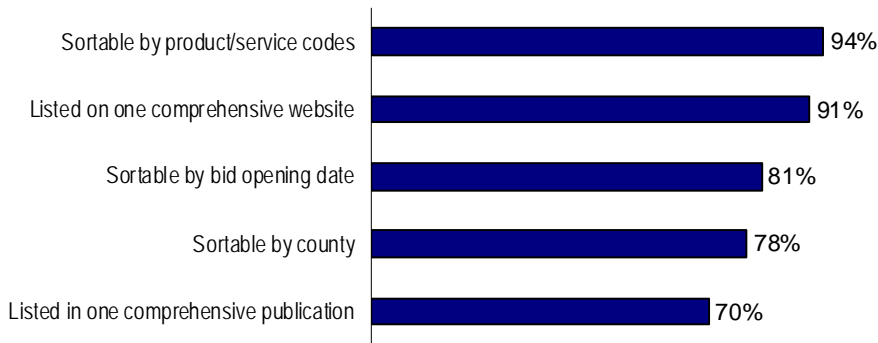 Sortable by product/service codes 94%
Listed on one comprehensive website 91%
Sortable by bid opening date 81%
Sortable by county 78%
Listed in one comprehensive publication 70%